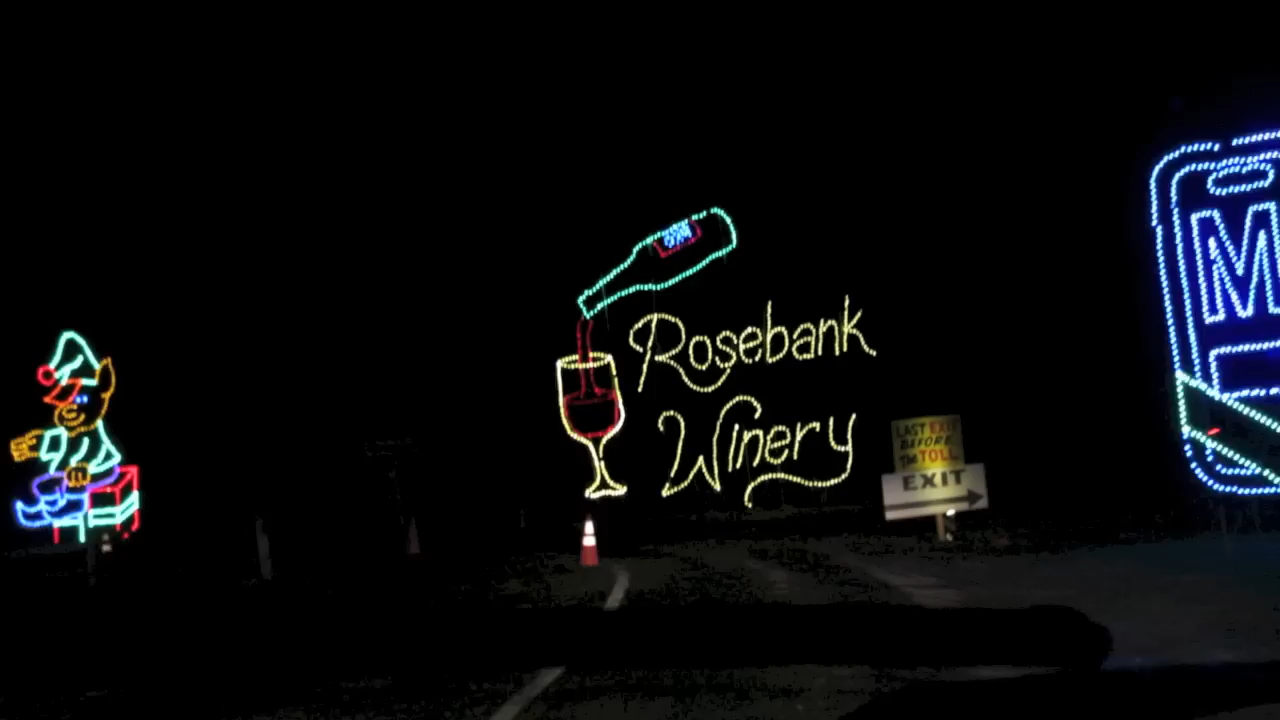 Rosebank
Winery
LAST EXIT
BEFORE
The TOLL
EXIT
M